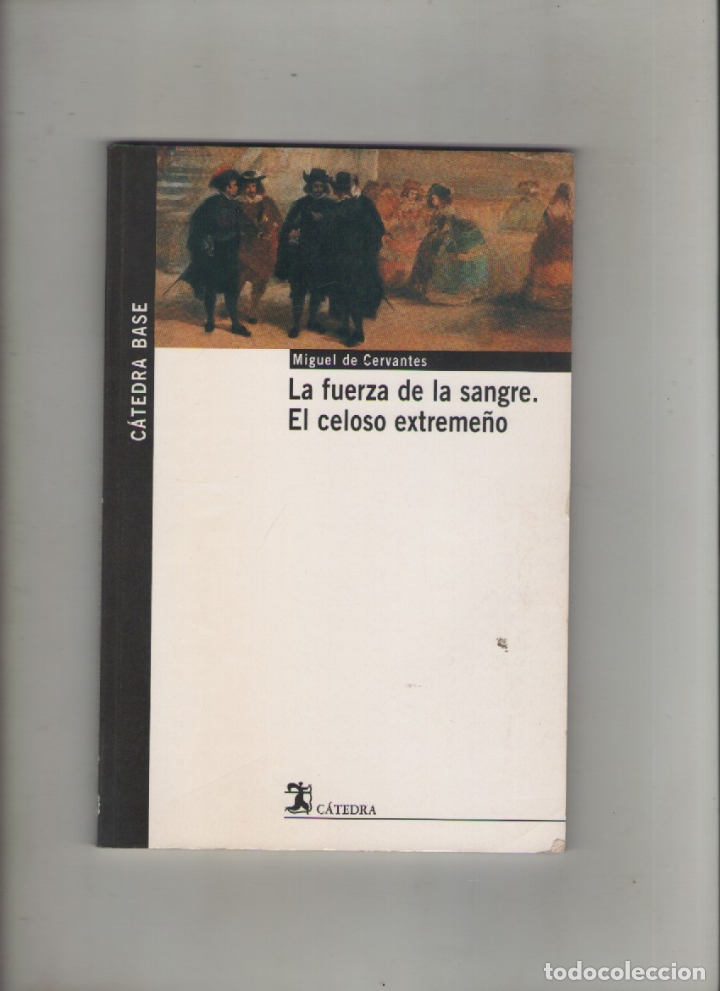 CÁTEDRA BASE
Miguel de Cervantes
La fuerza de la sangre.
El celoso extremeño
CÁTEDRA
todocoleccion